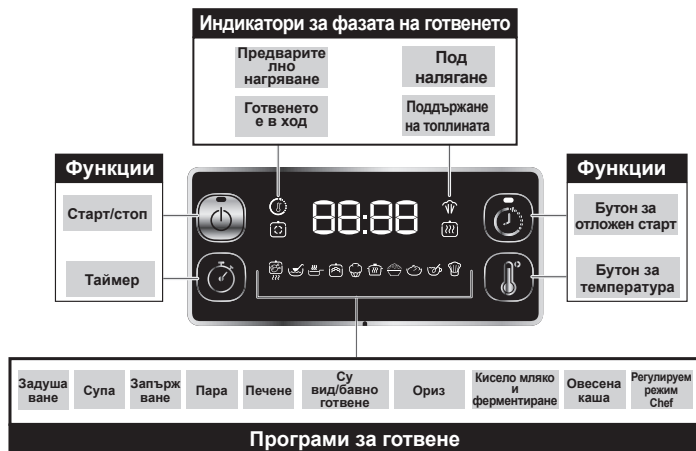 Индикатори за фазата на готвенето
Предварите
лно
нагряване
Под
налягане
Готвенето
е в ход
Поддържане
на топлината
Функции
Старт/стоп
Таймер
88:88
Функции
Бутон за
отложен старт
Бутон за
температура
Задуша
ване
Супа
Запърж
ване
Пара
Печене
Су
вид/бавно
готвене
Ориз
Кисело мляко
и
ферментиране
Овесена
каша
Регулируем
режим
Chef
Програми за готвене